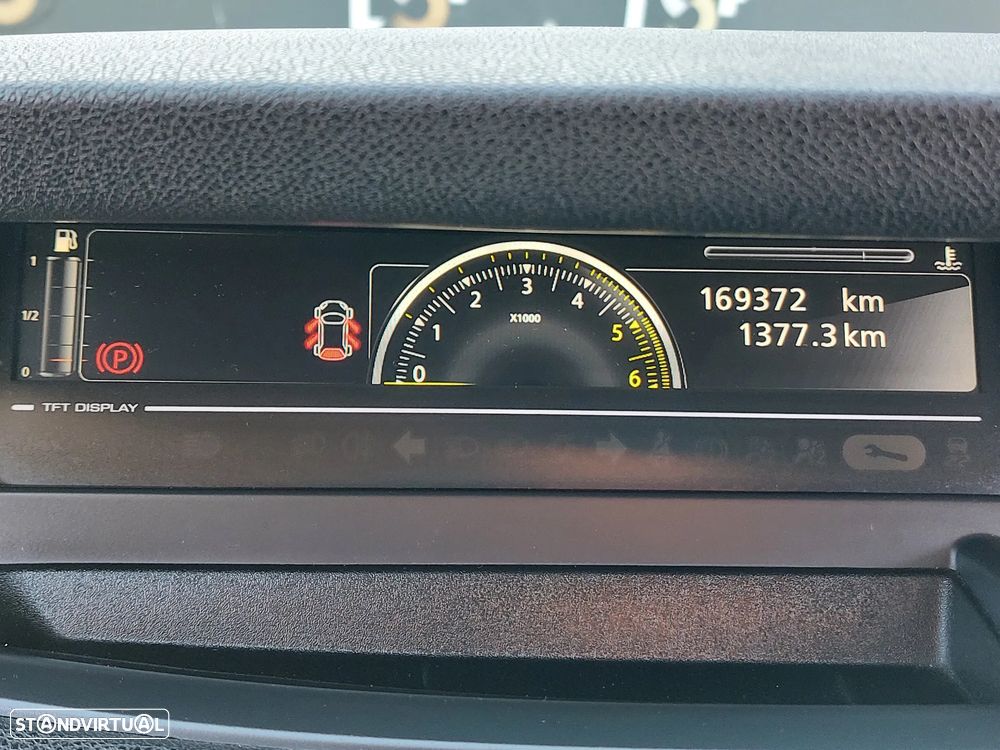 1
1/2
0
P
0
1
2
3
4
5
6
X1000
169372 km
1377.3 km
TFT DISPLAY
STANDVIRTUAL